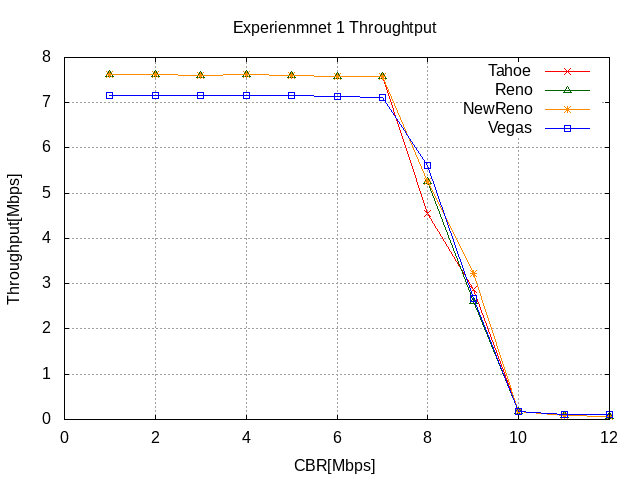 Experienmnet 1 Throughtput
8
7
6
5
4
3
2
1
0
Throughput[Mbps]
Tahoe
Reno
NewReno
Vegas
0 2 4 6 8 10 12
CBR[Mbps]